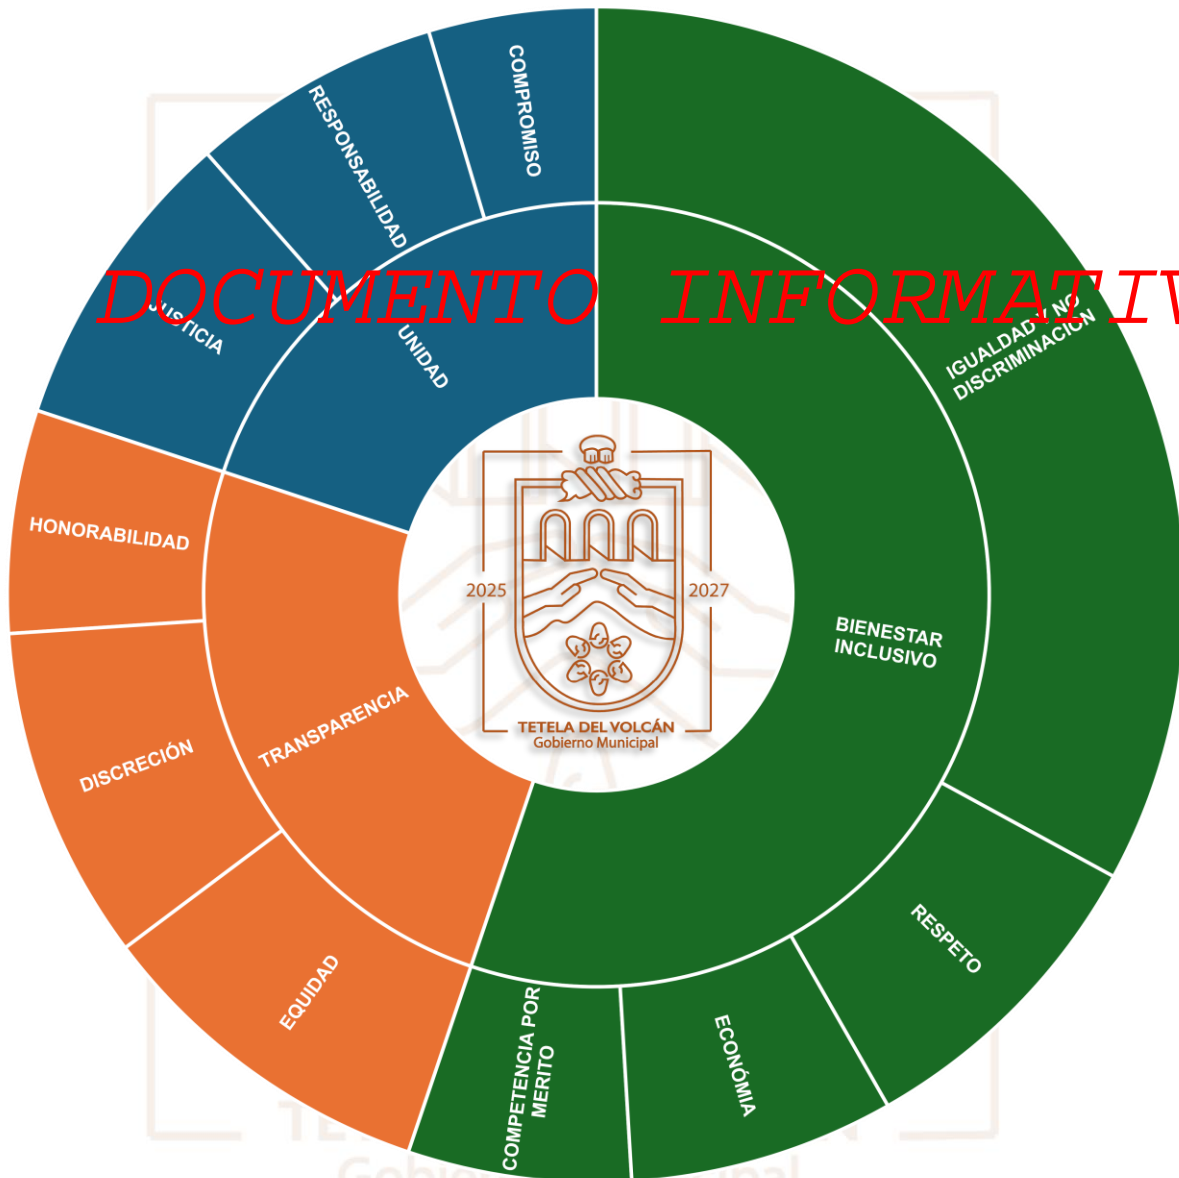 COMPROMISO
RESPONSABILIDAD
JUSTICIA
UNIDAD
DOCUMENTO INFORMATIV
IGUALDAD Y NO
DISCRIMINACIÓN
HONORABILIDAD
2025
2027
BIENESTAR
INCLUSIVO
TETELA DEL VOLCÁN
Gobierno Municipal
TRANSPARENCIA
DISCRECIÓN
RESPETO
EQUIDAD
COMPETENCIA POR
MERITO
ECONÓMIA